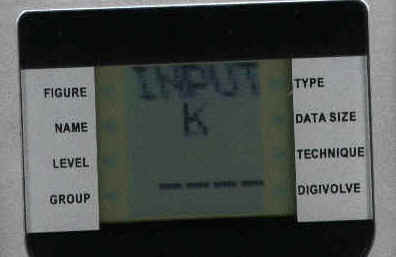 INPUT
K
FIGURE
NAME
LEVEL
GROUP
TYPE
DATA SIZE
TECHNIQUE
DIGIVOLVE